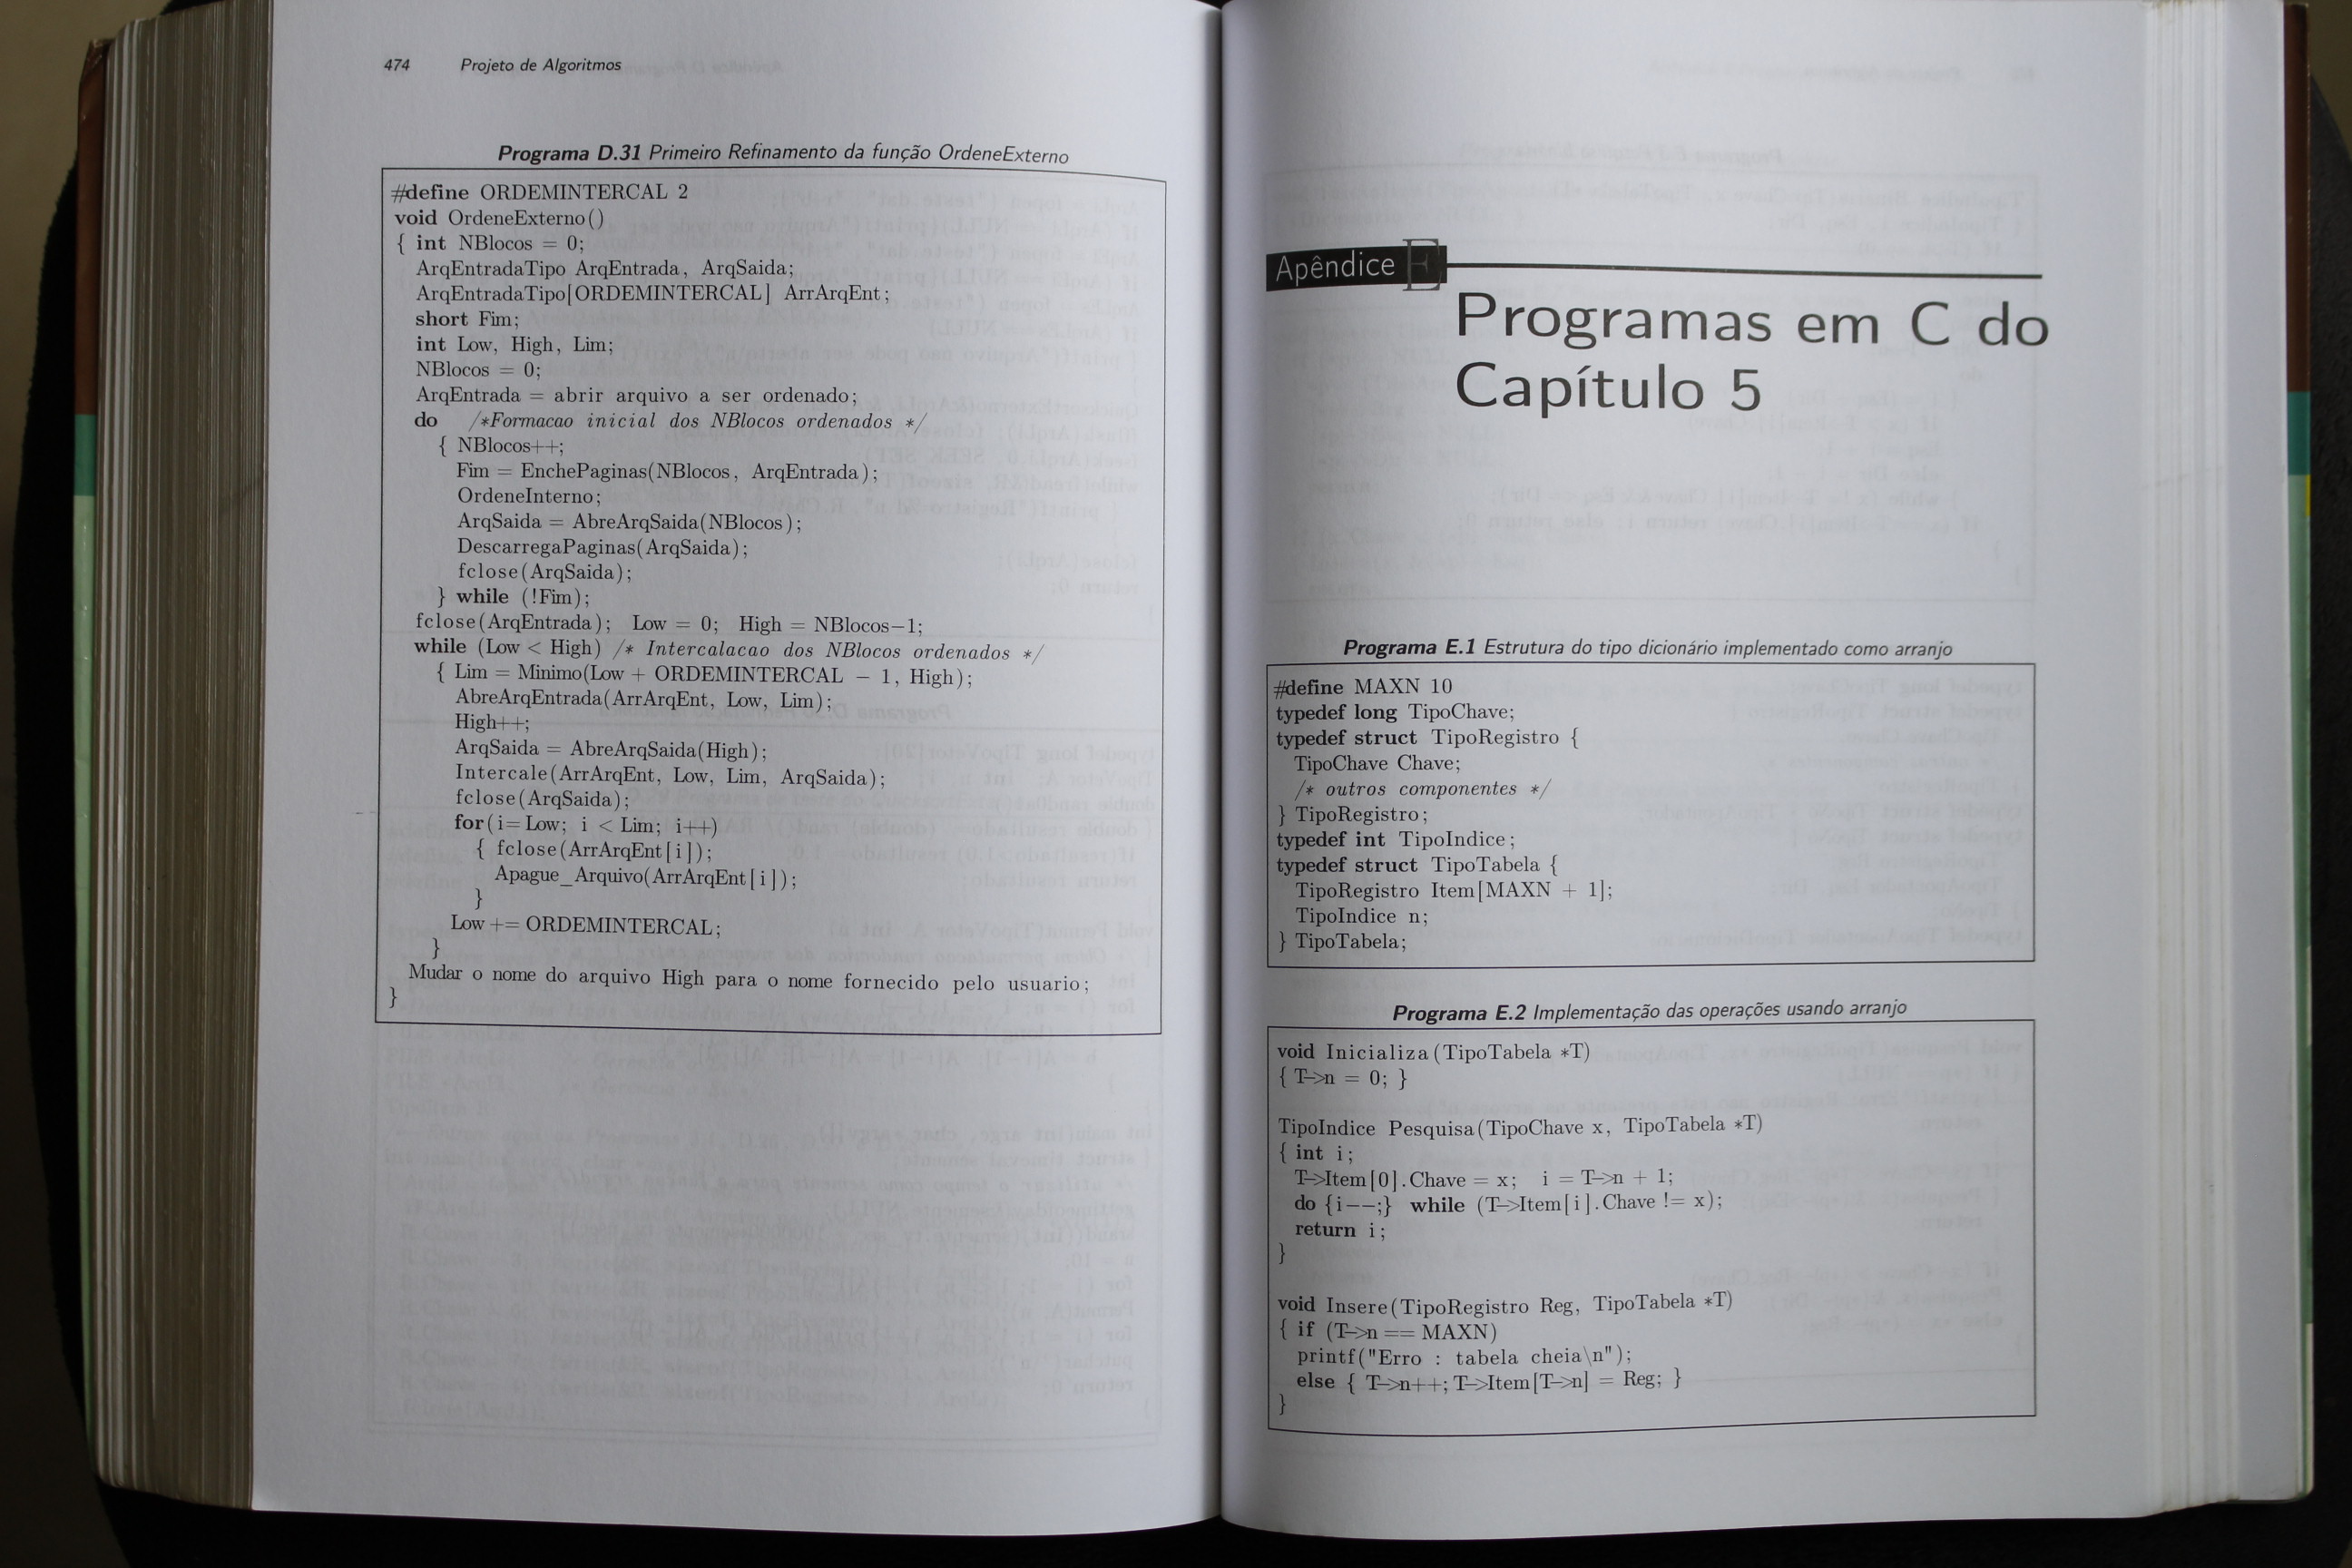 474 Projeto de Algoritmos
Programa D.31 Primeiro Refinamento da função OrdeneExterno
#define ORDEMINTERCAL 2
void OrdeneExterno()
{ int NBlocos = 0;
ArqEntradaTipo ArqEntrada, ArqSaida;
ArqEntradaTipo[ORDEMINTERCAL] ArrArqEnt;
short Fim;
int Low, High, Lim;
NBlocos = 0;
ArqEntrada = abrir arquivo a ser ordenado;
do /*Formacao inicial dos NBlocos ordenados */
{ NBlocos++;
Fim = EnchePaginas(NBlocos, ArqEntrada);
OrdeneInterno;
ArqSaida = AbreArqSaida(NBlocos);
DescarregaPaginas(ArqSaida);
fclose(ArqSaida);
} while (!Fim);
fclose(ArqEntrada); Low = 0; High = NBlocos-1;
while (Low < High) /* Intercalacao dos NBlocos ordenados */
{ Lim = Minimo(Low + ORDEMINTERCAL - 1, High);
AbreArqEntrada(ArrArqEnt, Low, Lim);
High++;
ArqSaida = AbreArqSaida(High);
Intercale(ArrArqEnt, Low, Lim, ArqSaida);
fclose(ArqSaida);
for(i=Low; i < Lim; i++)
{ fclose(ArrArqEnt[i]);
Apague_Arquivo(ArrArqEnt[i]);
}
Low += ORDEMINTERCAL;
}
Mudar o nome do arquivo High para o nome fornecido pelo usuario;
}
Apêndice E
Programas em C do
Capítulo 5
Programa E.1 Estrutura do tipo dicionário implementado como arranjo
#define MAXN 10
typedef long TipoChave;
typedef struct TipoRegistro {
TipoChave Chave;
/* outros componentes */
} TipoRegistro;
typedef int TipoIndice;
typedef struct TipoTabela {
TipoRegistro Item[MAXN + 1];
TipoIndice n;
} TipoTabela;
Programa E.2 Implementação das operações usando arranjo
void Inicializa(TipoTabela *T)
{ T->n = 0; }
TipoIndice Pesquisa(TipoChave x, TipoTabela *T)
{ int i;
T->Item[0].Chave = x; i = T->n + 1;
do {i--;} while (T->Item[i].Chave != x);
return i;
}
void Insere(TipoRegistro Reg, TipoTabela *T)
{ if (T->n == MAXN)
printf("Erro : tabela cheia\n");
else { T->n++; T->Item[T->n] = Reg; }
}